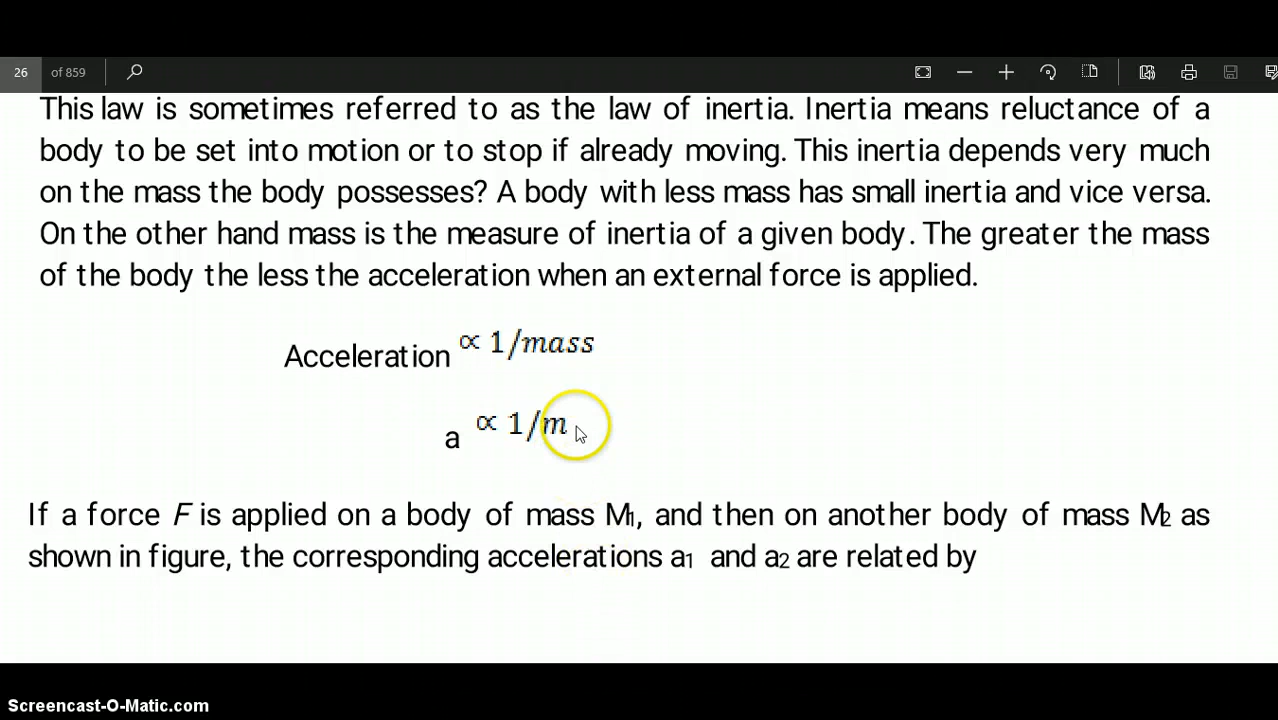 26 of 859
This law is sometimes referred to as the law of inertia. Inertia means reluctance of a
body to be set into motion or to stop if already moving. This inertia depends very much
on the mass the body possesses? A body with less mass has small inertia and vice versa.
On the other hand mass is the measure of inertia of a given body. The greater the mass
of the body the less the acceleration when an external force is applied.
Acceleration ∝ 1/mass
a ∝ 1/m
If a force F is applied on a body of mass M1, and then on another body of mass M2 as
shown in figure, the corresponding accelerations a1 and a2 are related by
Screencast-O-Matic.com